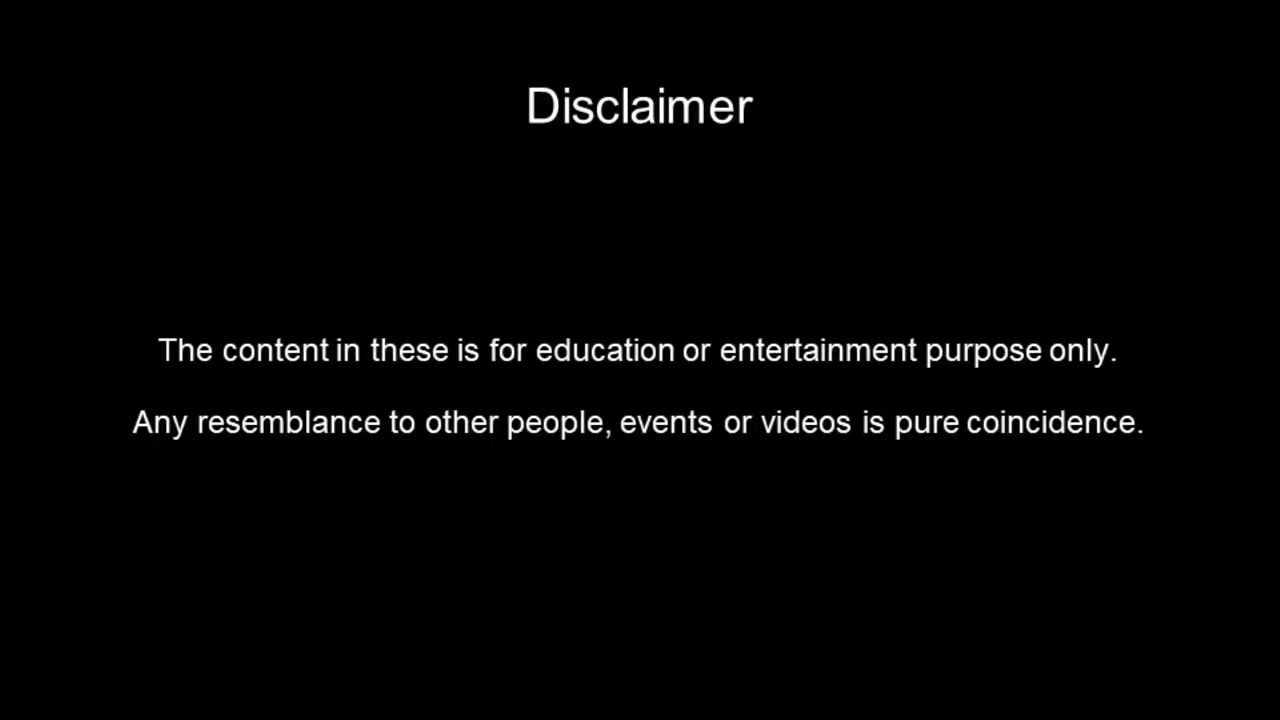 Disclaimer
The content in these is for education or entertainment purpose only.
Any resemblance to other people, events or videos is pure coincidence.